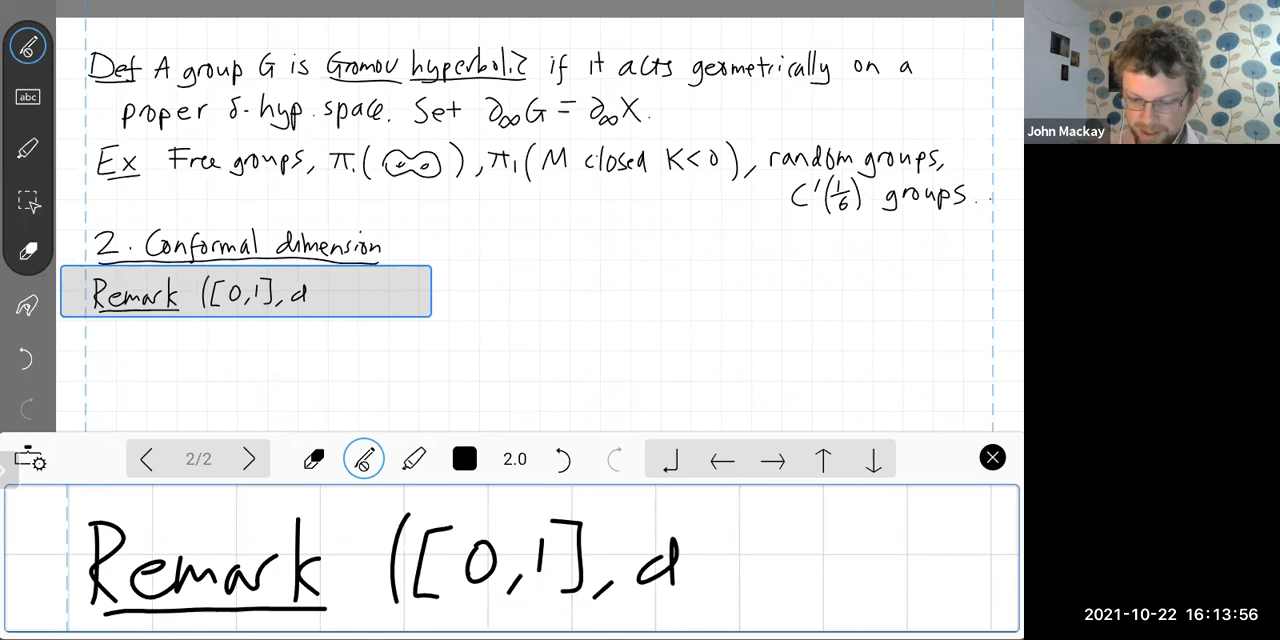 Def A group G is Gromov hyperbolic if it acts geometrically on a
proper δ-hyp. space. Set ∂∞G = ∂∞X.
Ex Free groups, π₁( ), π₁(M closed K<0), random groups,
C'(1/6) groups...
2. Conformal dimension
Remark ([0,1], d
abc
2/2
2.0
Remark ([0,1], d
John Mackay
2021-10-22 16:13:56